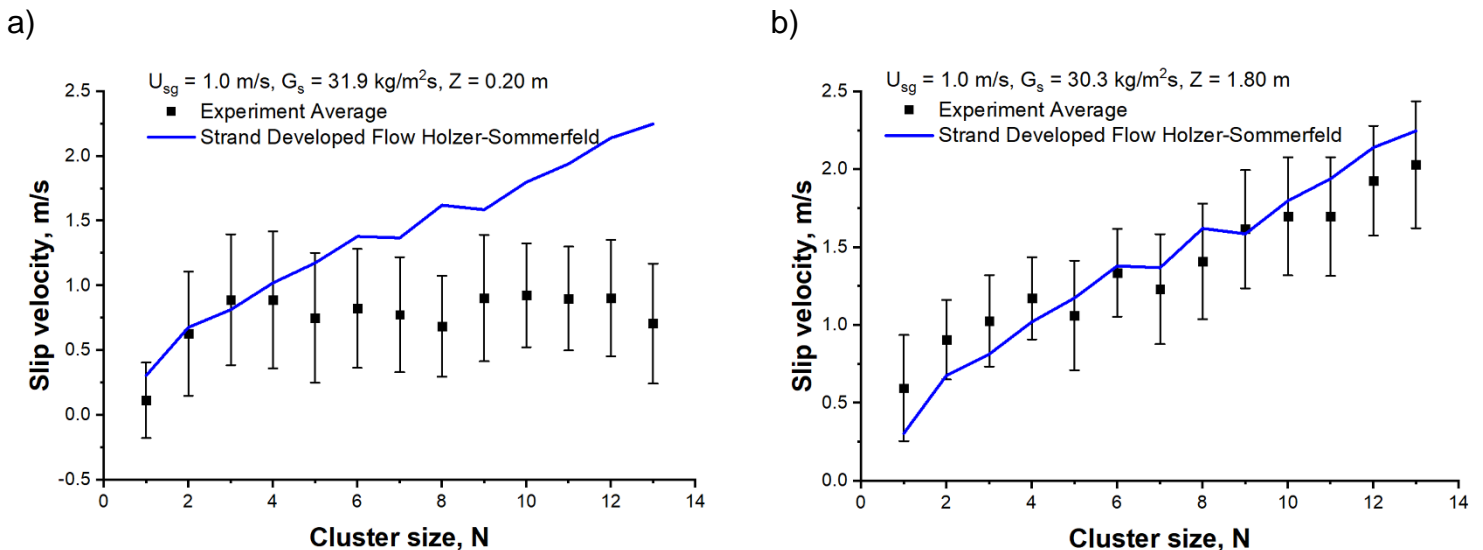 a)
U_sg = 1.0 m/s, G_s = 31.9 kg/m²s, Z = 0.20 m
Experiment Average
Strand Developed Flow Holzer-Sommerfeld
2.5
2.0
1.5
1.0
0.5
0.0
-0.5
Slip velocity, m/s
0 2 4 6 8 10 12 14
Cluster size, N
b)
U_sg = 1.0 m/s, G_s = 30.3 kg/m²s, Z = 1.80 m
Experiment Average
Strand Developed Flow Holzer-Sommerfeld
2.5
2.0
1.5
1.0
0.5
0.0
Slip velocity, m/s
0 2 4 6 8 10 12 14
Cluster size, N